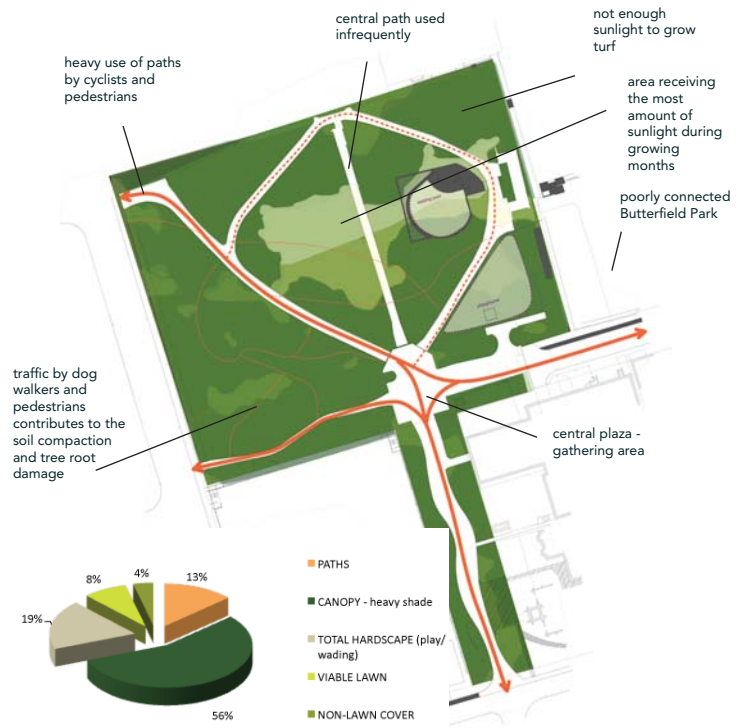 central path used
infrequently
not enough
sunlight to grow
turf
heavy use of paths
by cyclists and
pedestrians
area receiving
the most
amount of
sunlight during
growing
months
poorly connected
Butterfield Park
wading pool
playground
traffic by dog
walkers and
pedestrians
contributes to the
soil compaction
and tree root
damage
central plaza -
gathering area
8%
4%
13%
19%
56%
PATHS
CANOPY - heavy shade
TOTAL HARDSCAPE (play/
wading)
VIABLE LAWN
NON-LAWN COVER